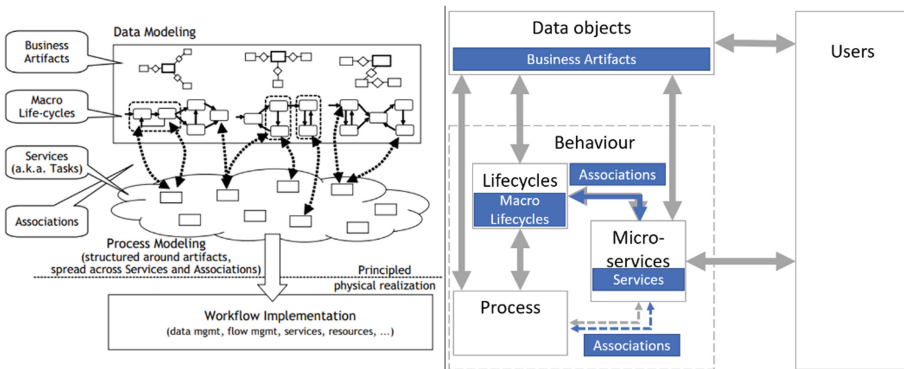 Data Modeling
Business
Artifacts
Macro
Life-cycles
Services
(a.k.a. Tasks)
Associations
Process Modeling
(structured around artifacts,
spread across Services and Associations)
Principled
physical realization
Workflow Implementation
(data mgmt, flow mgmt, services, resources, ...)
Data objects
Business Artifacts
Users
Behaviour
Lifecycles
Macro
Lifecycles
Associations
Micro-
services
Services
Process
Associations